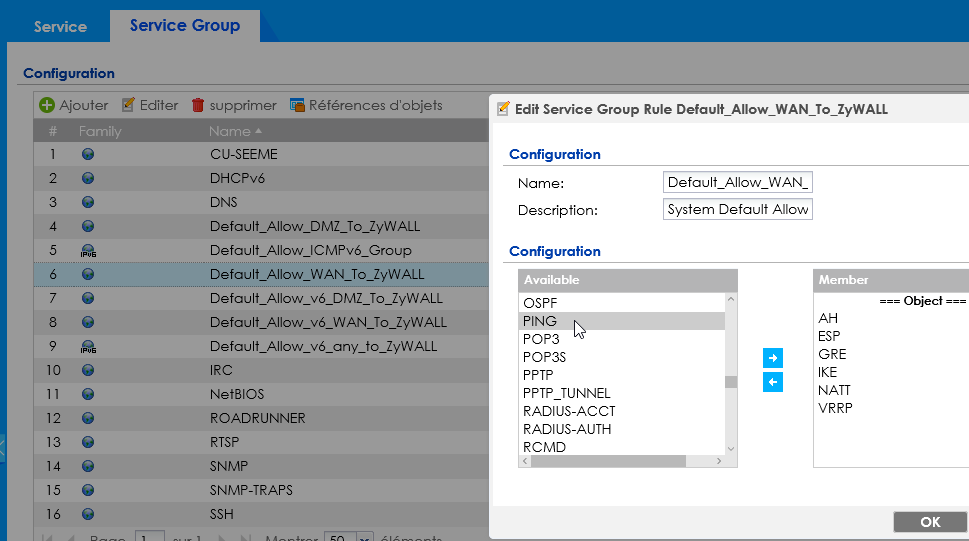 Service
Service Group
Configuration
Ajouter Editer supprimer Références d'objets
# Family Name
1 CU-SEEME
2 DHCPv6
3 DNS
4 Default_Allow_DMZ_To_ZyWALL
5 IPv6 Default_Allow_ICMPv6_Group
6 Default_Allow_WAN_To_ZyWALL
7 Default_Allow_v6_DMZ_To_ZyWALL
8 Default_Allow_v6_WAN_To_ZyWALL
9 IPv6 Default_Allow_v6_any_to_ZyWALL
10 IRC
11 NetBIOS
12 ROADRUNNER
13 RTSP
14 SNMP
15 SNMP-TRAPS
16 SSH
Page 1 sur 1 Montrer 50 éléments
Edit Service Group Rule Default_Allow_WAN_To_ZyWALL
Configuration
Name: Default_Allow_WAN_
Description: System Default Allow
Configuration
Available
OSPF
PING
POP3
POP3S
PPTP
PPTP_TUNNEL
RADIUS-ACCT
RADIUS-AUTH
RCMD
Member
=== Object ===
AH
ESP
GRE
IKE
NATT
VRRP
OK